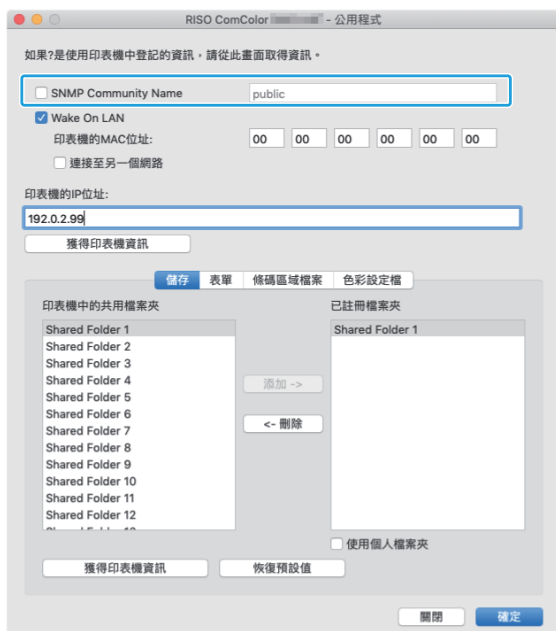 RISO ComColor - 公用程式
如果?是使用印表機中登記的資訊，請從此畫面取得資訊。
SNMP Community Name public
Wake On LAN
印表機的MAC位址: 00 00 00 00 00 00
連接至另一個網路
印表機的IP位址:
192.0.2.99
獲得印表機資訊
儲存 表單 條碼區域檔案 色彩設定檔
印表機中的共用檔案夾 已註冊檔案夾
Shared Folder 1 Shared Folder 1
Shared Folder 2
Shared Folder 3
Shared Folder 4 添加 ->
Shared Folder 5
Shared Folder 6 <- 刪除
Shared Folder 7
Shared Folder 8
Shared Folder 9
Shared Folder 10
Shared Folder 11
Shared Folder 12
使用個人檔案夾
獲得印表機資訊 恢復預設值
關閉 確定